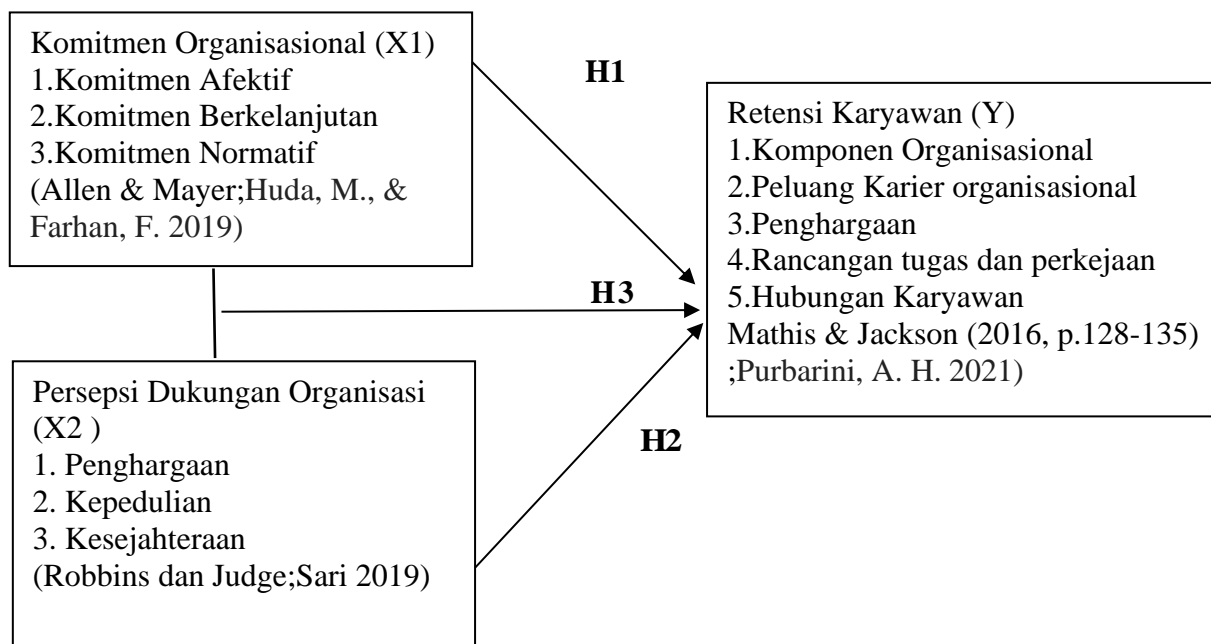 Komitmen Organisasional (X1)
1.Komitmen Afektif
2.Komitmen Berkelanjutan
3.Komitmen Normatif
(Allen & Mayer;Huda, M., &
Farhan, F. 2019)
H1
Retensi Karyawan (Y)
1.Komponen Organisasional
2.Peluang Karier organisasional
3.Penghargaan
4.Rancangan tugas dan perkejaan
5.Hubungan Karyawan
Mathis & Jackson (2016, p.128-135)
;Purbarini, A. H. 2021)
H3
Persepsi Dukungan Organisasi
(X2 )
1. Penghargaan
2. Kepedulian
3. Kesejahteraan
(Robbins dan Judge;Sari 2019)
H2